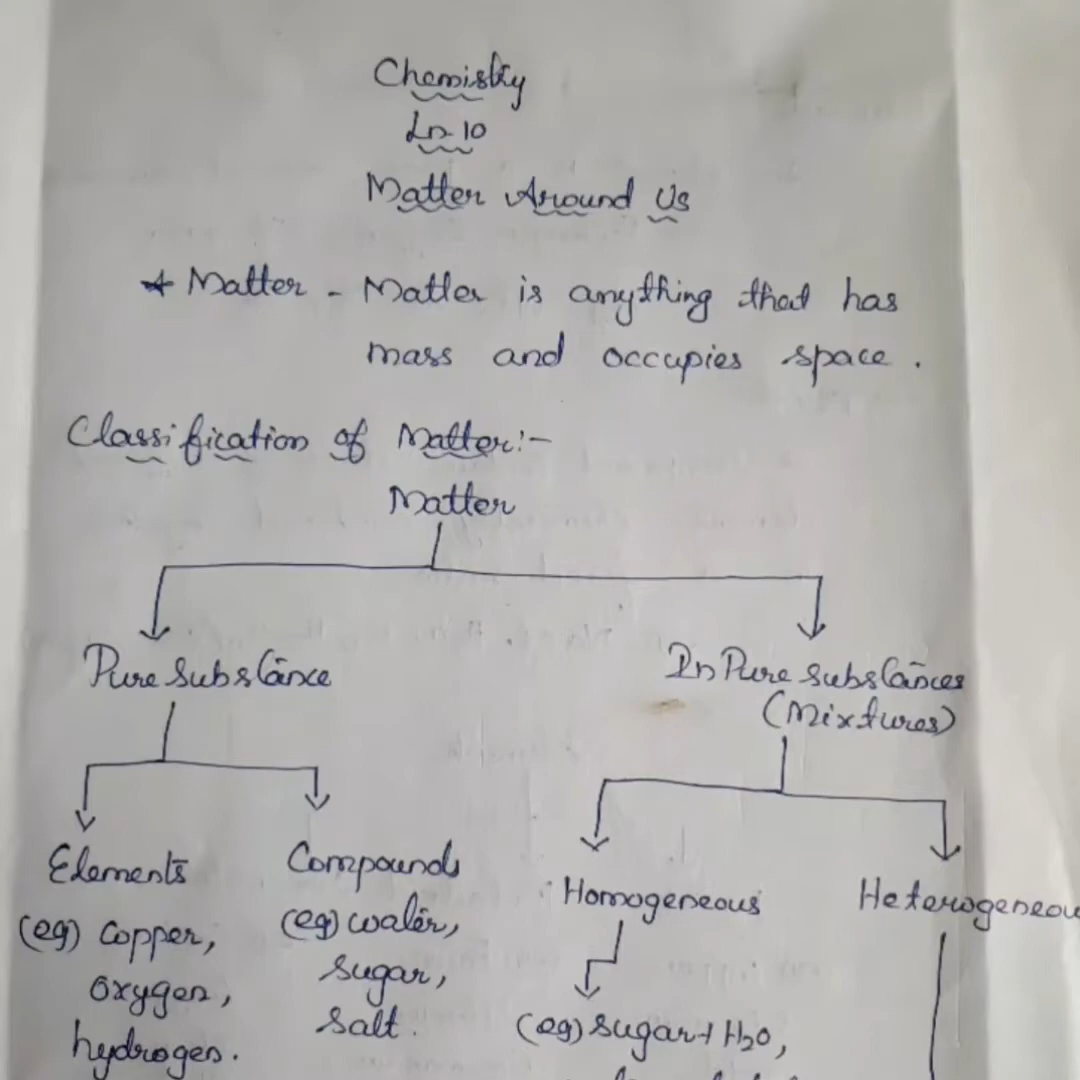 Chemistry
Ln-10
Matter Around Us
* Matter - Matter is anything that has
mass and occupies space.
Classification of Matter:-
Matter
Pure substance
InPure substances
(Mixtures)
Elements
Compounds
Homogeneous
Heterogeneou
(eg) copper,
oxygen,
hydrogen.
(eg) water,
sugar,
salt.
(eg) sugar + H₂O,